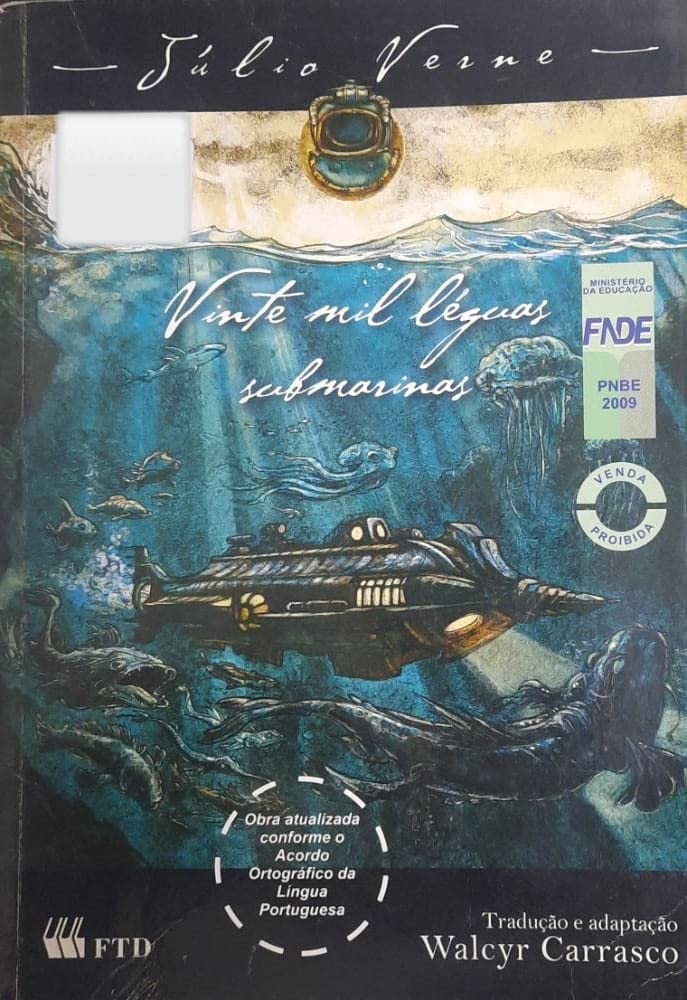 Júlio Verne
Vinte mil léguas
submarinas
MINISTÉRIO
DA EDUCAÇÃO
FNDE
PNBE
2009
VENDA
PROIBIDA
Obra atualizada
conforme o
Acordo
Ortográfico da
Língua
Portuguesa
FTD
Tradução e adaptação
Walcyr Carrasco